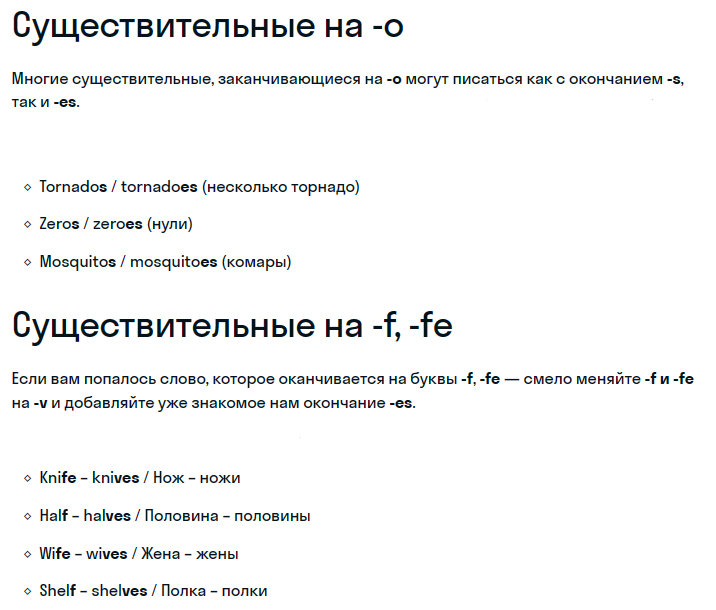 Существительные на -о
Многие существительные, заканчивающиеся на -о могут писаться как с окончанием -s,
так и -es.
Tornados / tornadoes (несколько торнадо)
Zeros / zeroes (нули)
Mosquitos / mosquitoes (комары)
Существительные на -f, -fe
Если вам попалось слово, которое оканчивается на буквы -f, -fe — смело меняйте -f и -fe
на -v и добавляйте уже знакомое нам окончание -es.
Knife – knives / Нож – ножи
Half – halves / Половина – половины
Wife – wives / Жена – жены
Shelf – shelves / Полка – полки